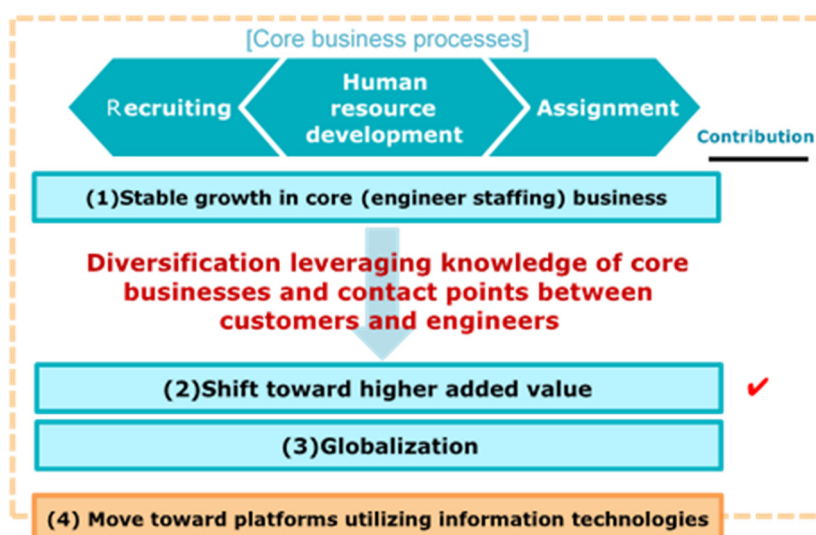 [Core business processes]
Recruiting
Human
resource
development
Assignment
Contribution
(1)Stable growth in core (engineer staffing) business
Diversification leveraging knowledge of core
businesses and contact points between
customers and engineers
(2)Shift toward higher added value
✔
(3)Globalization
(4) Move toward platforms utilizing information technologies